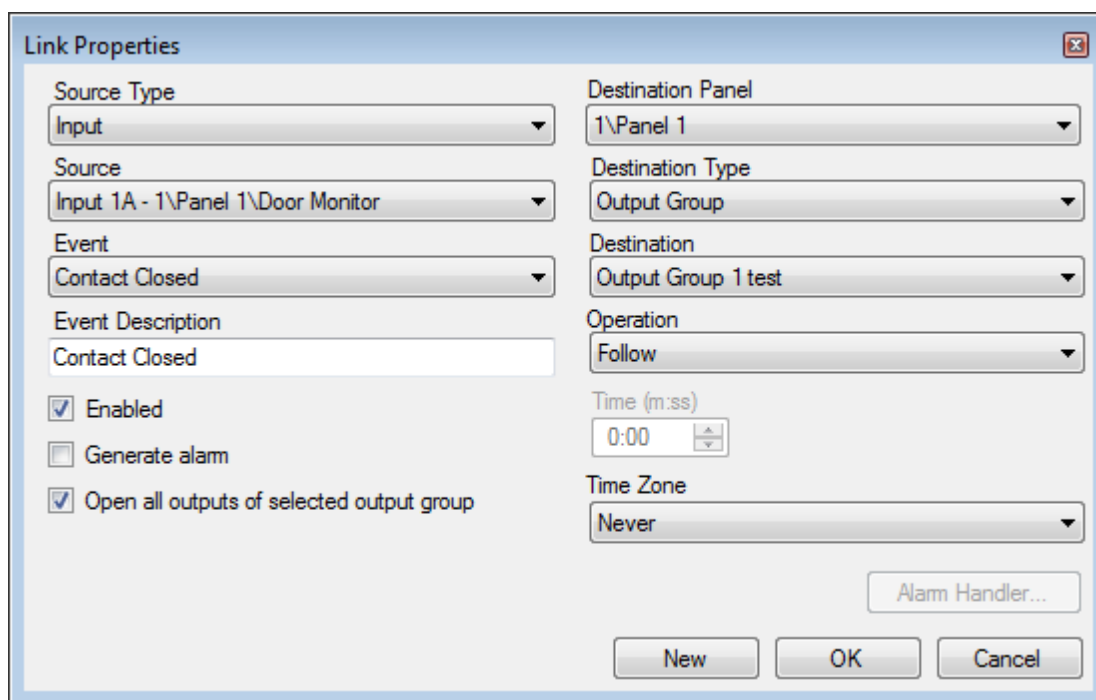 Link Properties
Source Type
Input
Source
Input 1A - 1\Panel 1\Door Monitor
Event
Contact Closed
Event Description
Contact Closed
Enabled
Generate alarm
Open all outputs of selected output group
Destination Panel
1\Panel 1
Destination Type
Output Group
Destination
Output Group 1 test
Operation
Follow
Time (m:ss)
0:00
Time Zone
Never
Alarm Handler...
New
OK
Cancel